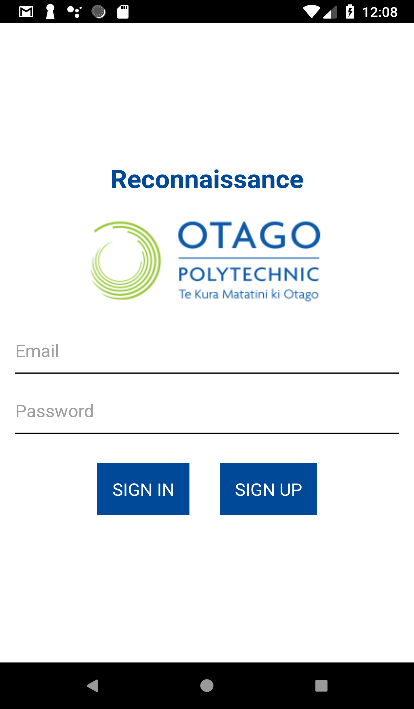 12:08
Reconnaissance
OTAGO
POLYTECHNIC
Te Kura Matatini ki Otago
Email
Password
SIGN IN SIGN UP